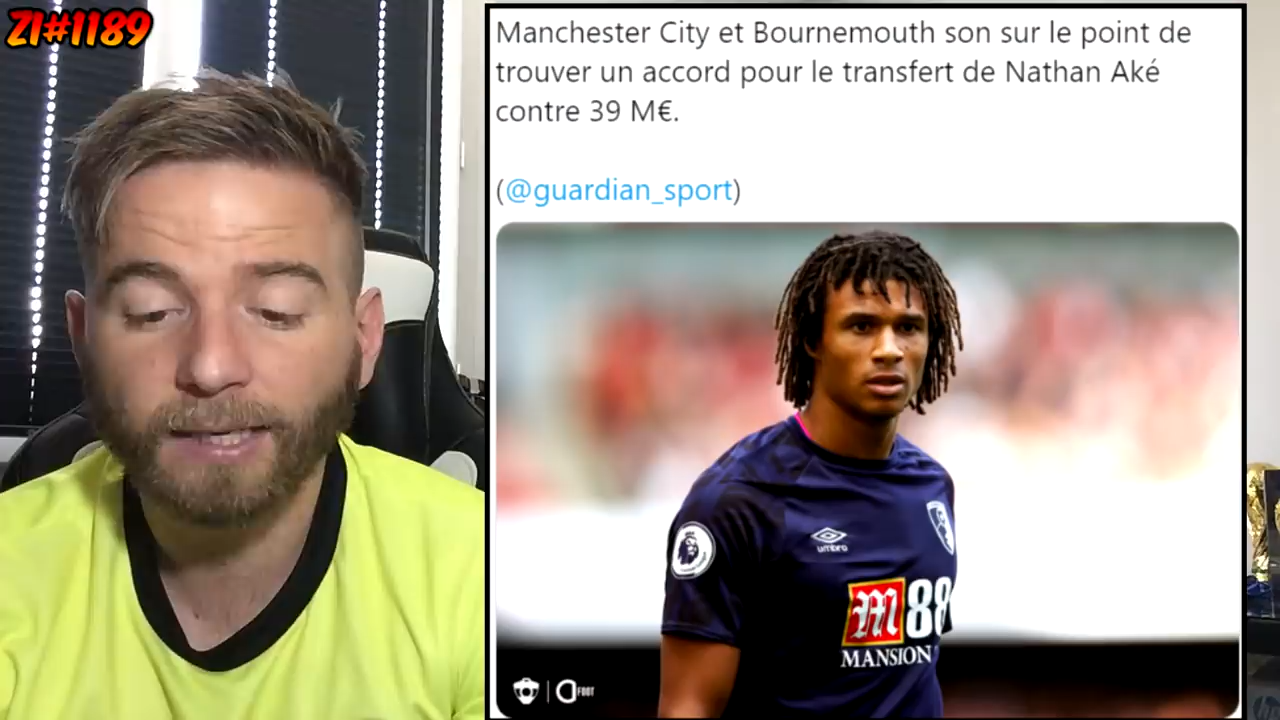 ZI#1189
Manchester City et Bournemouth son sur le point de
trouver un accord pour le transfert de Nathan Aké
contre 39 M€.
(@guardian_sport)
umbro
M88
MANSION
FOOT